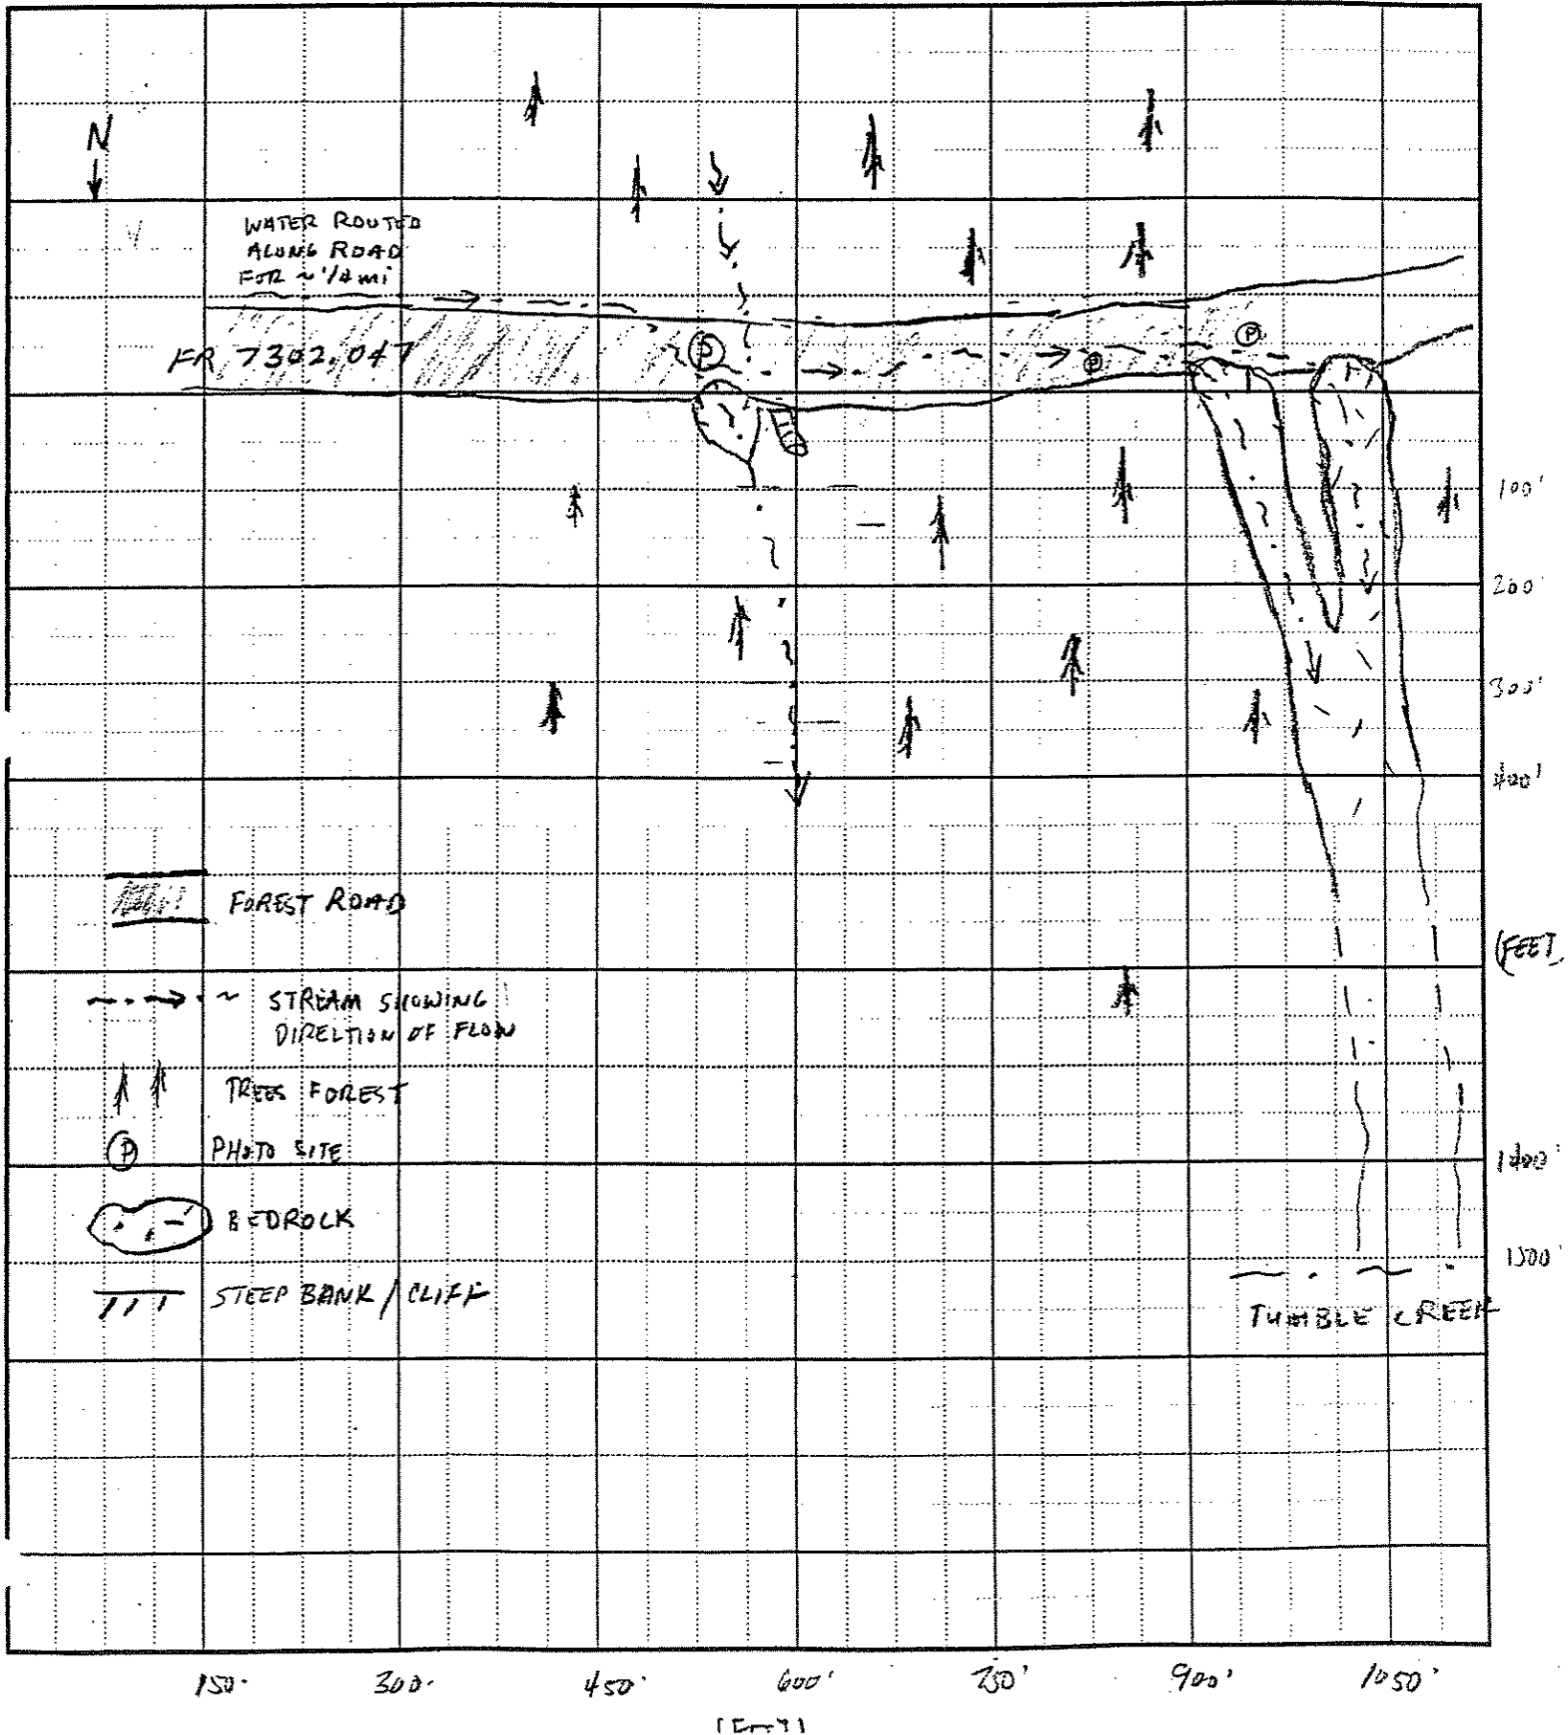 N
WATER ROUTED
ALONG ROAD
FOR ~ 1/4 mi
FR 7302.047
P
P
P
100'
200'
300'
400'
FOREST ROAD
(FEET
~ STREAM SHOWING
DIRELTION OF FLOW
TREES FOREST
P PHOTO SITE
1400'
BEDROCK
1500'
STEEP BANK / CLIFF
TUMBLE CREEK
150' 300' 450' 600' 750' 900' 1050'